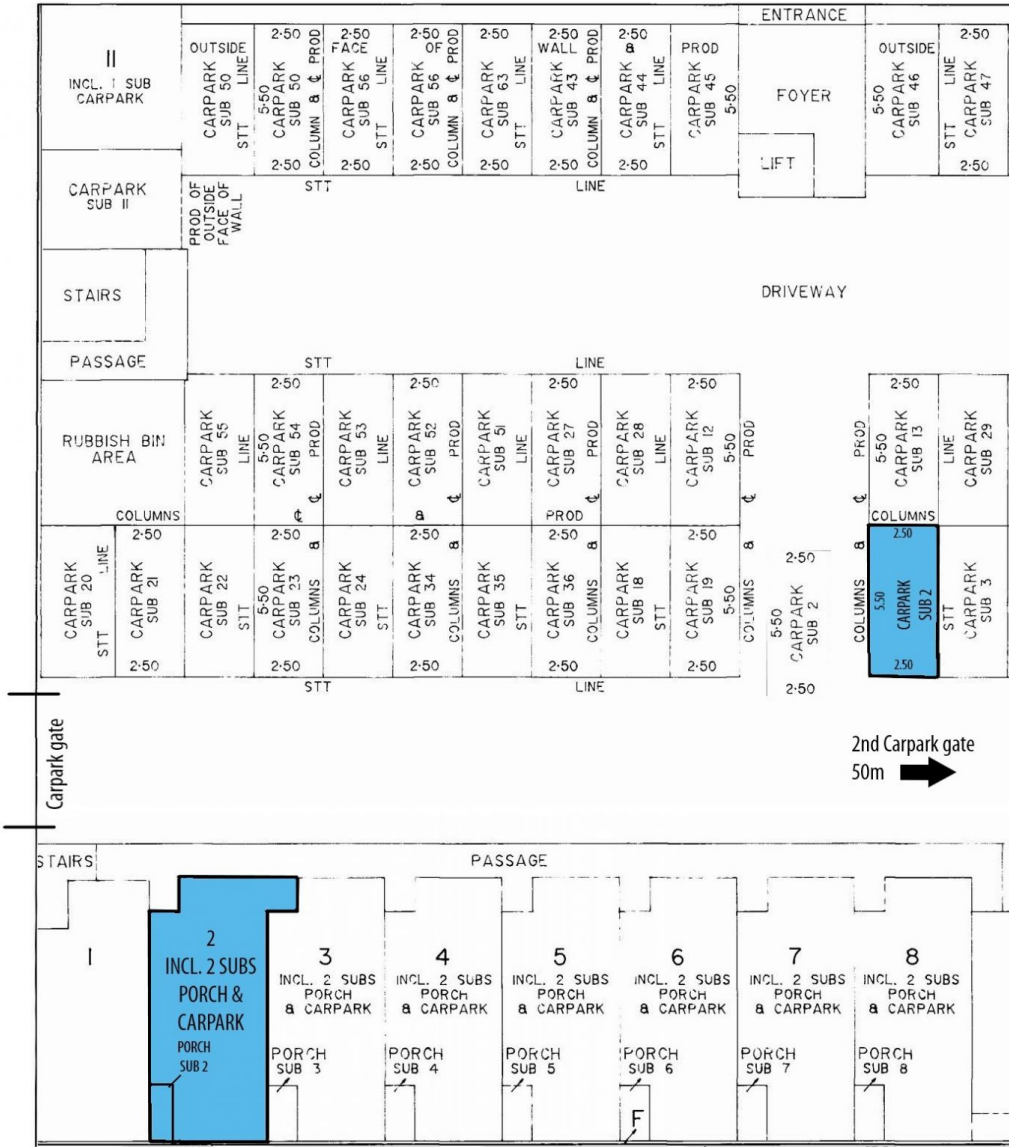 ENTRANCE
II
INCL. 1 SUB
CARPARK
OUTSIDE
CARPARK
SUB 50
STT LINE
2·50
5·50
CARPARK
SUB 50
2·50
COLUMN a ₵ PROD
2·50
FACE
CARPARK
SUB 56
STT LINE
2·50
OF
CARPARK
SUB 56
2·50
COLUMN a ₵ PROD
2·50
CARPARK
SUB 63
STT LINE
2·50
WALL
CARPARK
SUB 43
2·50
COLUMN a ₵ PROD
2·50
a
CARPARK
SUB 44
2·50
STT LINE
PROD
CARPARK
SUB 45
5·50
FOYER
LIFT
OUTSIDE
5·50
CARPARK
SUB 46
STT LINE
2·50
CARPARK
SUB 47
2·50
STT LINE
CARPARK
SUB II
PROD OF
OUTSIDE
FACE OF
WALL
STAIRS
PASSAGE
DRIVEWAY
STT LINE
RUBBISH BIN
AREA
CARPARK
SUB 55
LINE
2·50
5·50
CARPARK
SUB 54
PROD
CARPARK
SUB 53
LINE
2·50
CARPARK
SUB 52
PROD
CARPARK
SUB 51
LINE
2·50
CARPARK
SUB 27
PROD
CARPARK
SUB 28
LINE
2·50
CARPARK
SUB 12
5·50
PROD
PROD
2·50
5·50
CARPARK
SUB 13
LINE
CARPARK
SUB 29
COLUMNS ₵ a ₵ PROD ₵ ₵ ₵ COLUMNS
CARPARK
SUB 20
STT LINE
2·50
CARPARK
SUB 21
2·50
CARPARK
SUB 22
STT
2·50
5·50
CARPARK
SUB 23
2·50
COLUMNS a
CARPARK
SUB 24
STT
2·50
CARPARK
SUB 34
2·50
COLUMNS a
CARPARK
SUB 35
STT
2·50
CARPARK
SUB 36
2·50
COLUMNS a
CARPARK
SUB 18
STT
2·50
CARPARK
SUB 19
2·50
5·50
COLUMNS a
2·50
5·50
CARPARK
SUB 2
2·50
COLUMNS a
2.50
5.50
CARPARK
SUB 2
2.50
STT
CARPARK
SUB 3
STT LINE
Carpark gate
2nd Carpark gate
50m
STAIRS
PASSAGE
I
2
INCL. 2 SUBS
PORCH &
CARPARK
PORCH
SUB 2
3
INCL. 2 SUBS
PORCH
a CARPARK
PORCH
SUB 3
4
INCL. 2 SUBS
PORCH
a CARPARK
PORCH
SUB 4
5
INCL. 2 SUBS
PORCH
a CARPARK
PORCH
SUB 5
6
INCL. 2 SUBS
PORCH
a CARPARK
PORCH
SUB 6
7
INCL. 2 SUBS
PORCH
a CARPARK
PORCH
SUB 7
8
INCL. 2 SUBS
PORCH
a CARPARK
PORCH
SUB 8
F